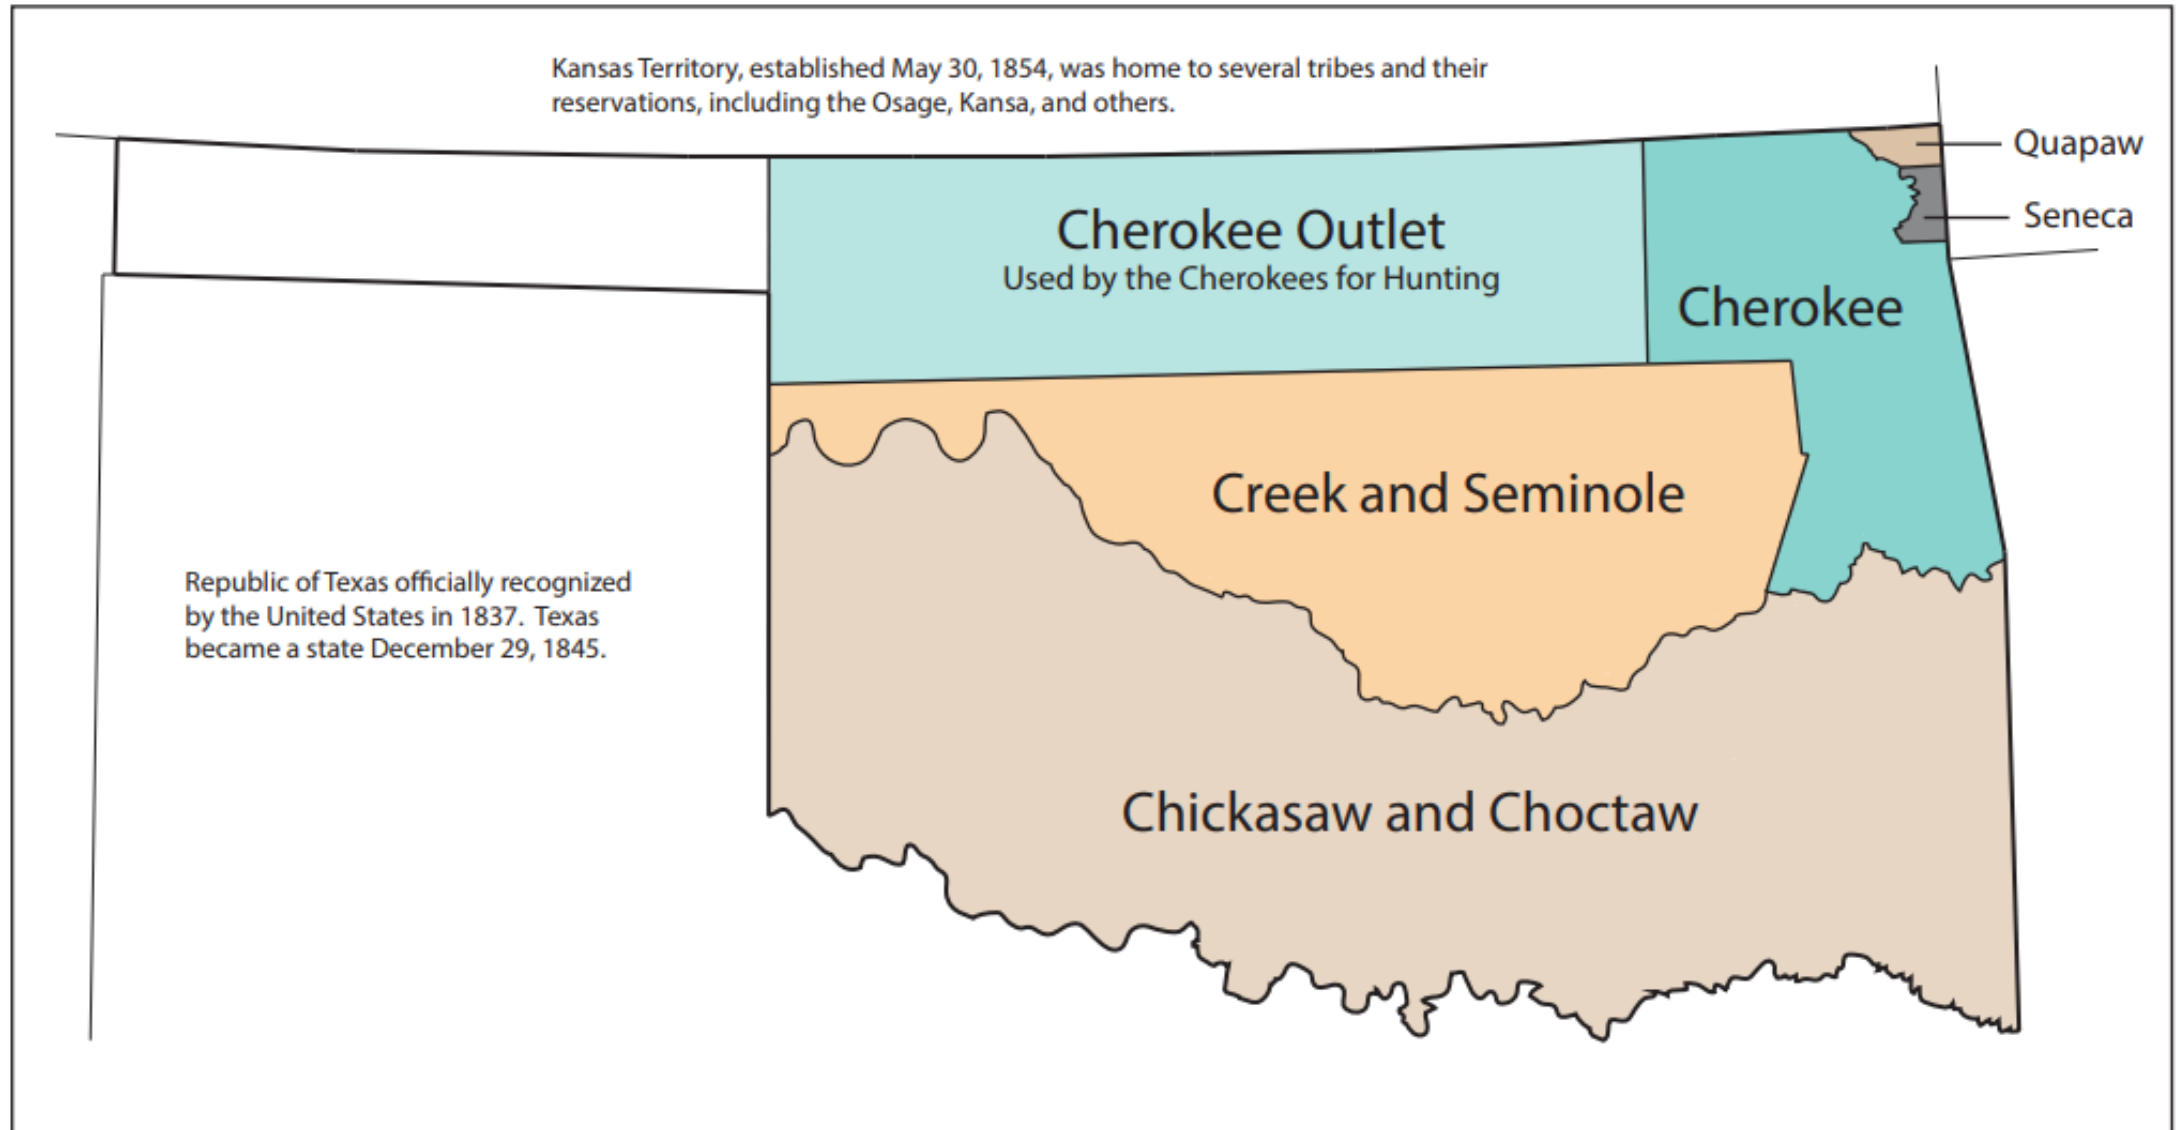 Kansas Territory, established May 30, 1854, was home to several tribes and their
reservations, including the Osage, Kansa, and others.
Quapaw
Seneca
Cherokee Outlet
Used by the Cherokees for Hunting
Cherokee
Creek and Seminole
Republic of Texas officially recognized
by the United States in 1837. Texas
became a state December 29, 1845.
Chickasaw and Choctaw